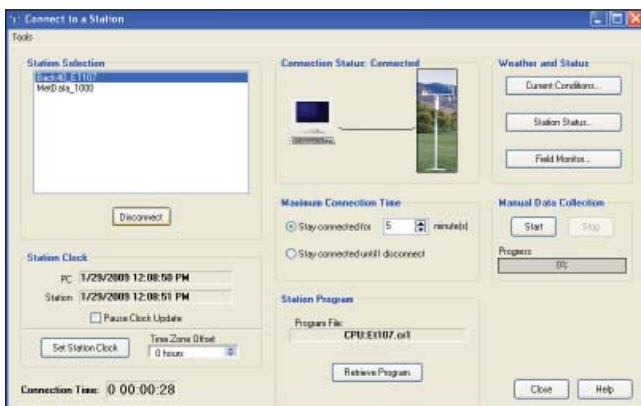 Connect to a Station
Tools
Station Selection
Back40_ET107
MetData_1000
Disconnect
Station Clock
PC 1/29/2009 12:08:50 PM
Station 1/29/2009 12:08:51 PM
Pause Clock Update
Set Station Clock
Time Zone Offset
0 hours
Connection Time: 0 00:00:28
Connection Status: Connected
Maximum Connection Time
Stay connected for 5 minute(s)
Stay connected until I disconnect
Station Program
Program File:
CPU:Et107.cr1
Retrieve Program
Weather and Status
Current Conditions...
Station Status...
Field Monitor...
Manual Data Collection
Start Stop
Progress
0%
Close Help